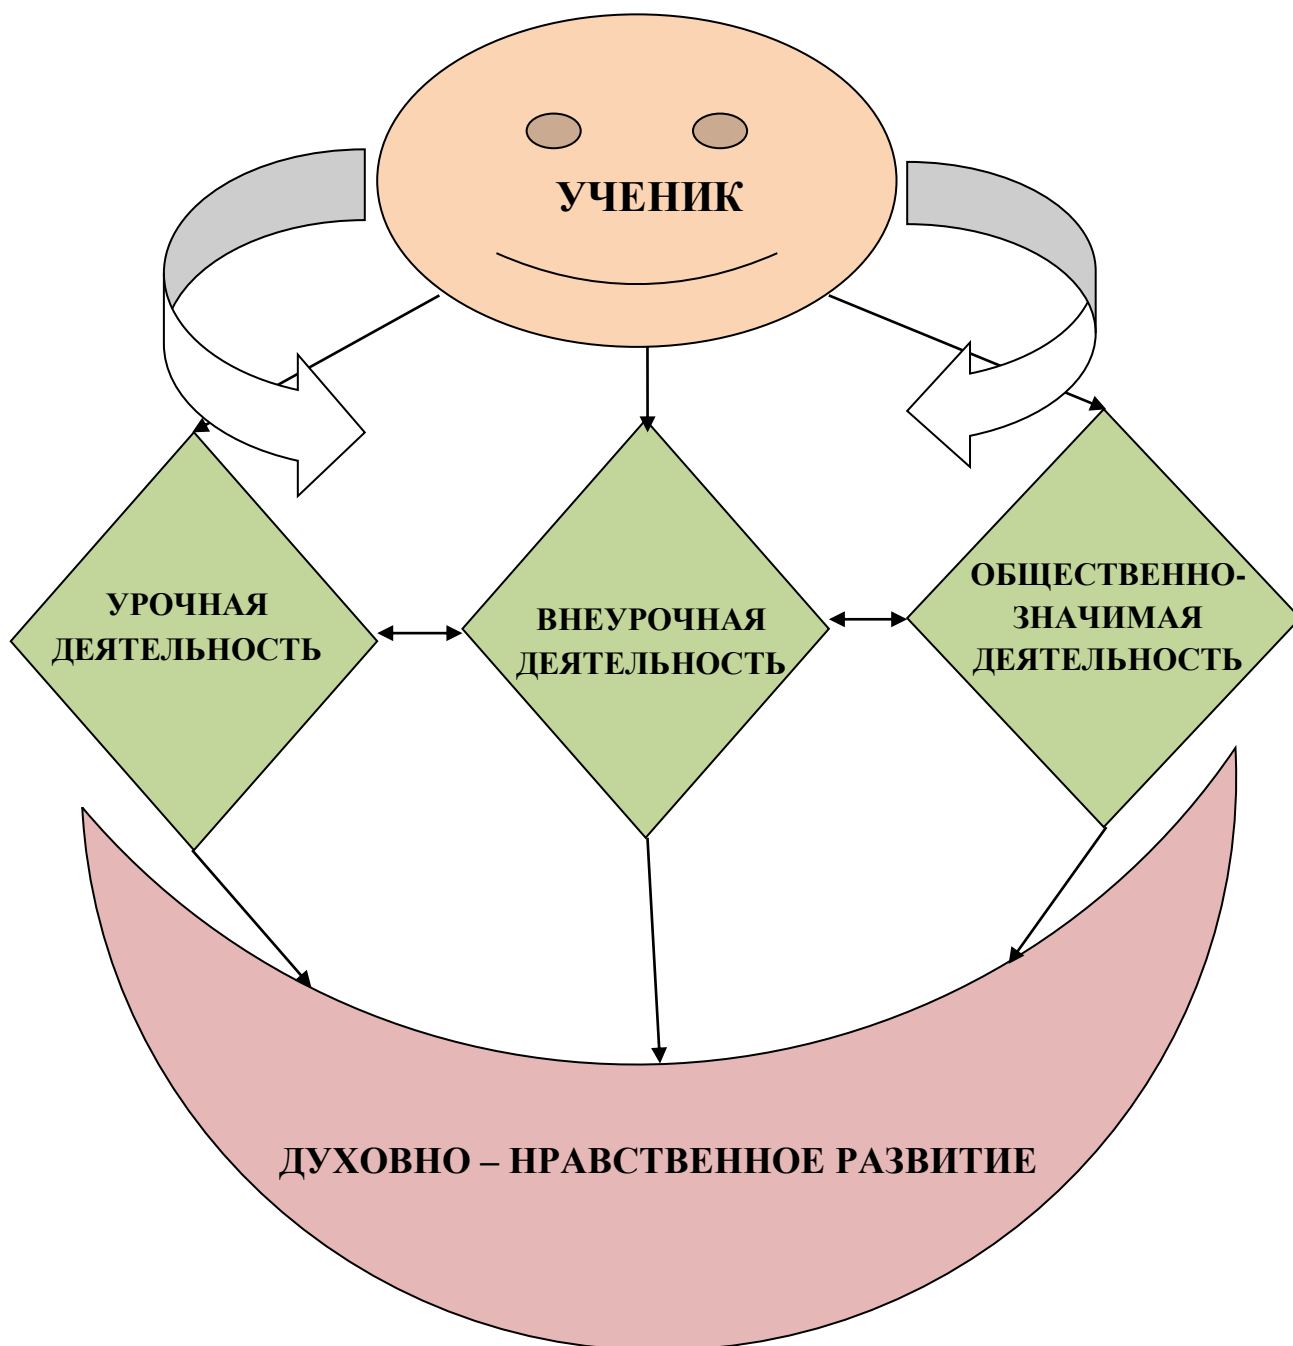 УЧЕНИК
УРОЧНАЯ
ДЕЯТЕЛЬНОСТЬ
ВНЕУРОЧНАЯ
ДЕЯТЕЛЬНОСТЬ
ОБЩЕСТВЕННО-
ЗНАЧИМАЯ
ДЕЯТЕЛЬНОСТЬ
ДУХОВНО – НРАВСТВЕННОЕ РАЗВИТИЕ